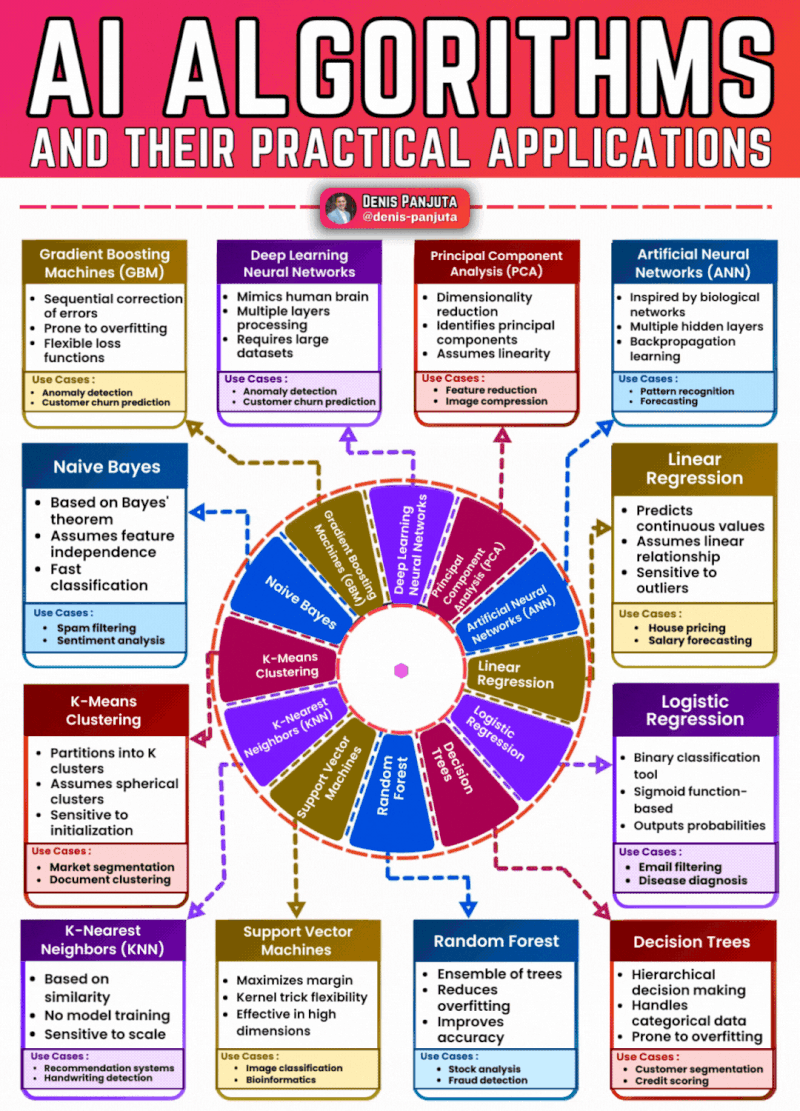 AI ALGORITHMS
AND THEIR PRACTICAL APPLICATIONS
DENIS PANJUTA
@denis-panjuta
Gradient Boosting
Machines (GBM)
• Sequential correction
of errors
• Prone to overfitting
• Flexible loss
functions
Use Cases :
• Anomaly detection
• Customer churn prediction
Deep Learning
Neural Networks
• Mimics human brain
• Multiple layers
processing
• Requires large
datasets
Use Cases :
• Anomaly detection
• Customer churn prediction
Principal Component
Analysis (PCA)
• Dimensionality
reduction
• Identifies principal
components
• Assumes linearity
Use Cases :
• Feature reduction
• Image compression
Artificial Neural
Networks (ANN)
• Inspired by biological
networks
• Multiple hidden layers
• Backpropagation
learning
Use Cases :
• Pattern recognition
• Forecasting
Naive Bayes
• Based on Bayes'
theorem
• Assumes feature
independence
• Fast
classification
Use Cases :
• Spam filtering
• Sentiment analysis
Linear
Regression
• Predicts
continuous values
• Assumes linear
relationship
• Sensitive to
outliers
Use Cases :
• House pricing
• Salary forecasting
Gradient Boosting
Machines (GBM)
Deep Learning
Neural Networks
Principal
Component
Analysis (PCA)
Artificial Neural
Networks (ANN)
Linear
Regression
Logistic
Regression
Decision
Trees
Random
Forest
Support Vector
Machines
K-Nearest
Neighbors (KNN)
K-Means
Clustering
Naive Bayes
K-Means
Clustering
• Partitions into K
clusters
• Assumes spherical
clusters
• Sensitive to
initialization
Use Cases :
• Market segmentation
• Document clustering
Logistic
Regression
• Binary classification
tool
• Sigmoid function-
based
• Outputs probabilities
Use Cases :
• Email filtering
• Disease diagnosis
K-Nearest
Neighbors (KNN)
• Based on
similarity
• No model training
• Sensitive to scale
Use Cases :
• Recommendation systems
• Handwriting detection
Support Vector
Machines
• Maximizes margin
• Kernel trick flexibility
• Effective in high
dimensions
Use Cases :
• Image classification
• Bioinformatics
Random Forest
• Ensemble of trees
• Reduces
overfitting
• Improves
accuracy
Use Cases :
• Stock analysis
• Fraud detection
Decision Trees
• Hierarchical
decision making
• Handles
categorical data
• Prone to overfitting
Use Cases :
• Customer segmentation
• Credit scoring